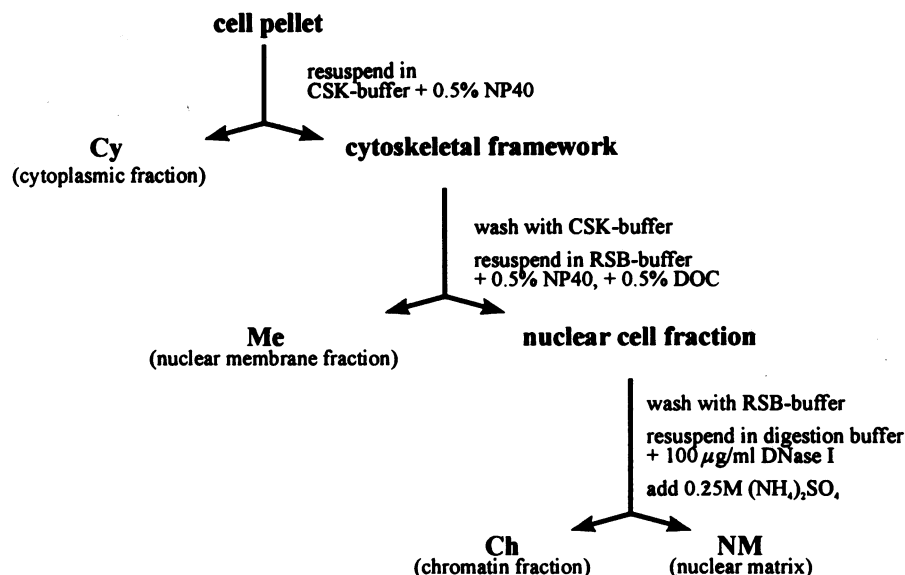 cell pellet
resuspend in
CSK-buffer + 0.5% NP40
Cy
(cytoplasmic fraction)
cytoskeletal framework
wash with CSK-buffer
resuspend in RSB-buffer
+ 0.5% NP40, + 0.5% DOC
Me
(nuclear membrane fraction)
nuclear cell fraction
wash with RSB-buffer
resuspend in digestion buffer
+ 100 µg/ml DNase I
add 0.25M (NH₄)₂SO₄
Ch
(chromatin fraction)
NM
(nuclear matrix)